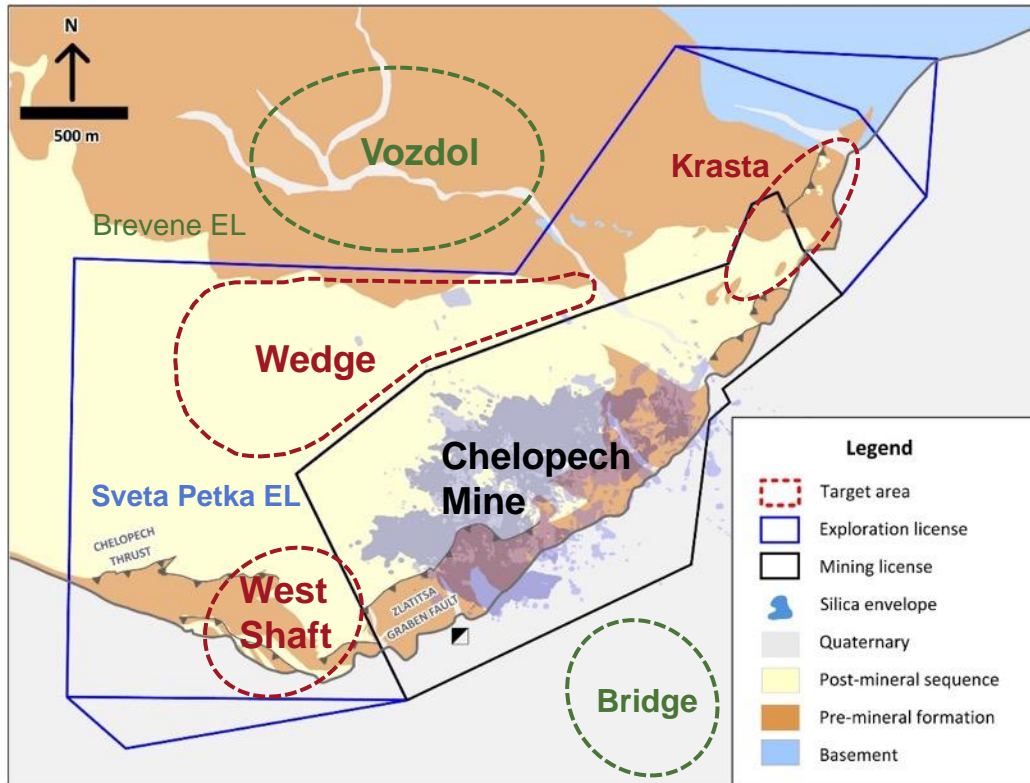 N
500 m
Vozdol
Krasta
Brevene EL
Wedge
Chelopech
Mine
Sveta Petka EL
CHELOPECH
THRUST
West
Shaft
ZLATITSA
GRABEN FAULT
Bridge
Legend
Target area
Exploration license
Mining license
Silica envelope
Quaternary
Post-mineral sequence
Pre-mineral formation
Basement